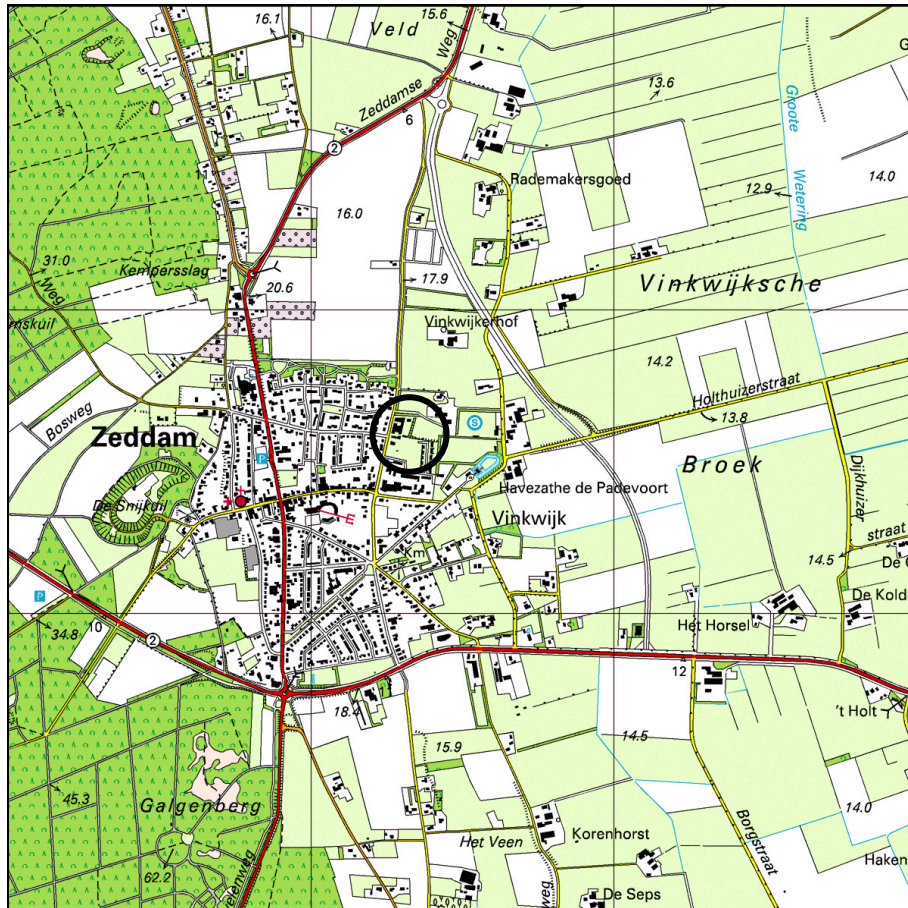 16.1
Veld
15.6
Weg
Zeddamse
6
2
13.6
Groote
Wetering
G
Rademakersgoed
12.9
14.0
16.0
31.0
Weg
Kempersslag
20.6
17.9
Vinkwijksche
mskuil
Vinkwijkerhof
14.2
Holthuizerstraat
13.8
Bosweg
Zeddam
P
S
Broek
Dijkhuizer
straat
De Snijkuil
Havezathe de Padevoort
Vinkwijk
Km
14.5
De Kold
P
10
34.8
2
Het Horsel
12
't Holt
18.4
15.9
14.5
45.3
Galgenberg
14.0
62.2
elenweg
Het Veen
Korenhorst
Borgstraat
Haken
weg
De Seps